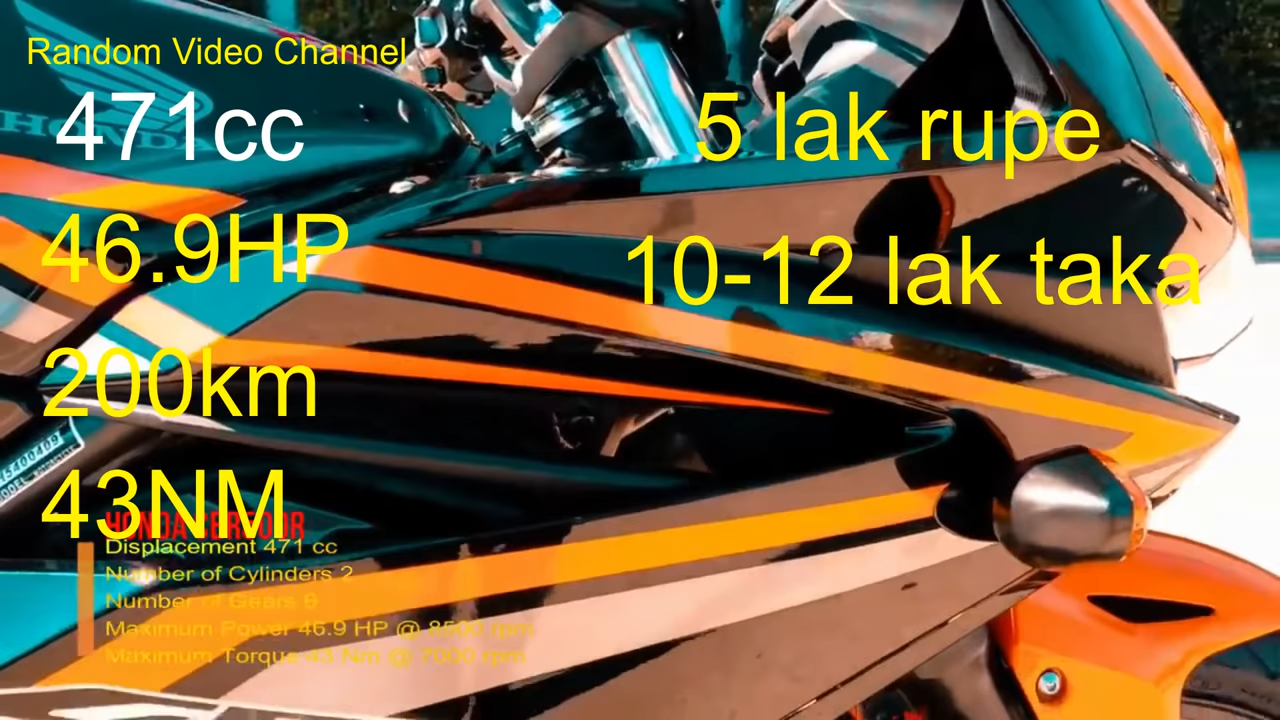 Random Video Channel
HONDA
471cc
5 lak rupe
46.9HP
10-12 lak taka
200km
43NM
Displacement 471 cc
Number of Cylinders 2
Number of Gears 6
Maximum Power 46.9 HP @ 8500 rpm
Maximum Torque 43 Nm @ 7000 rpm